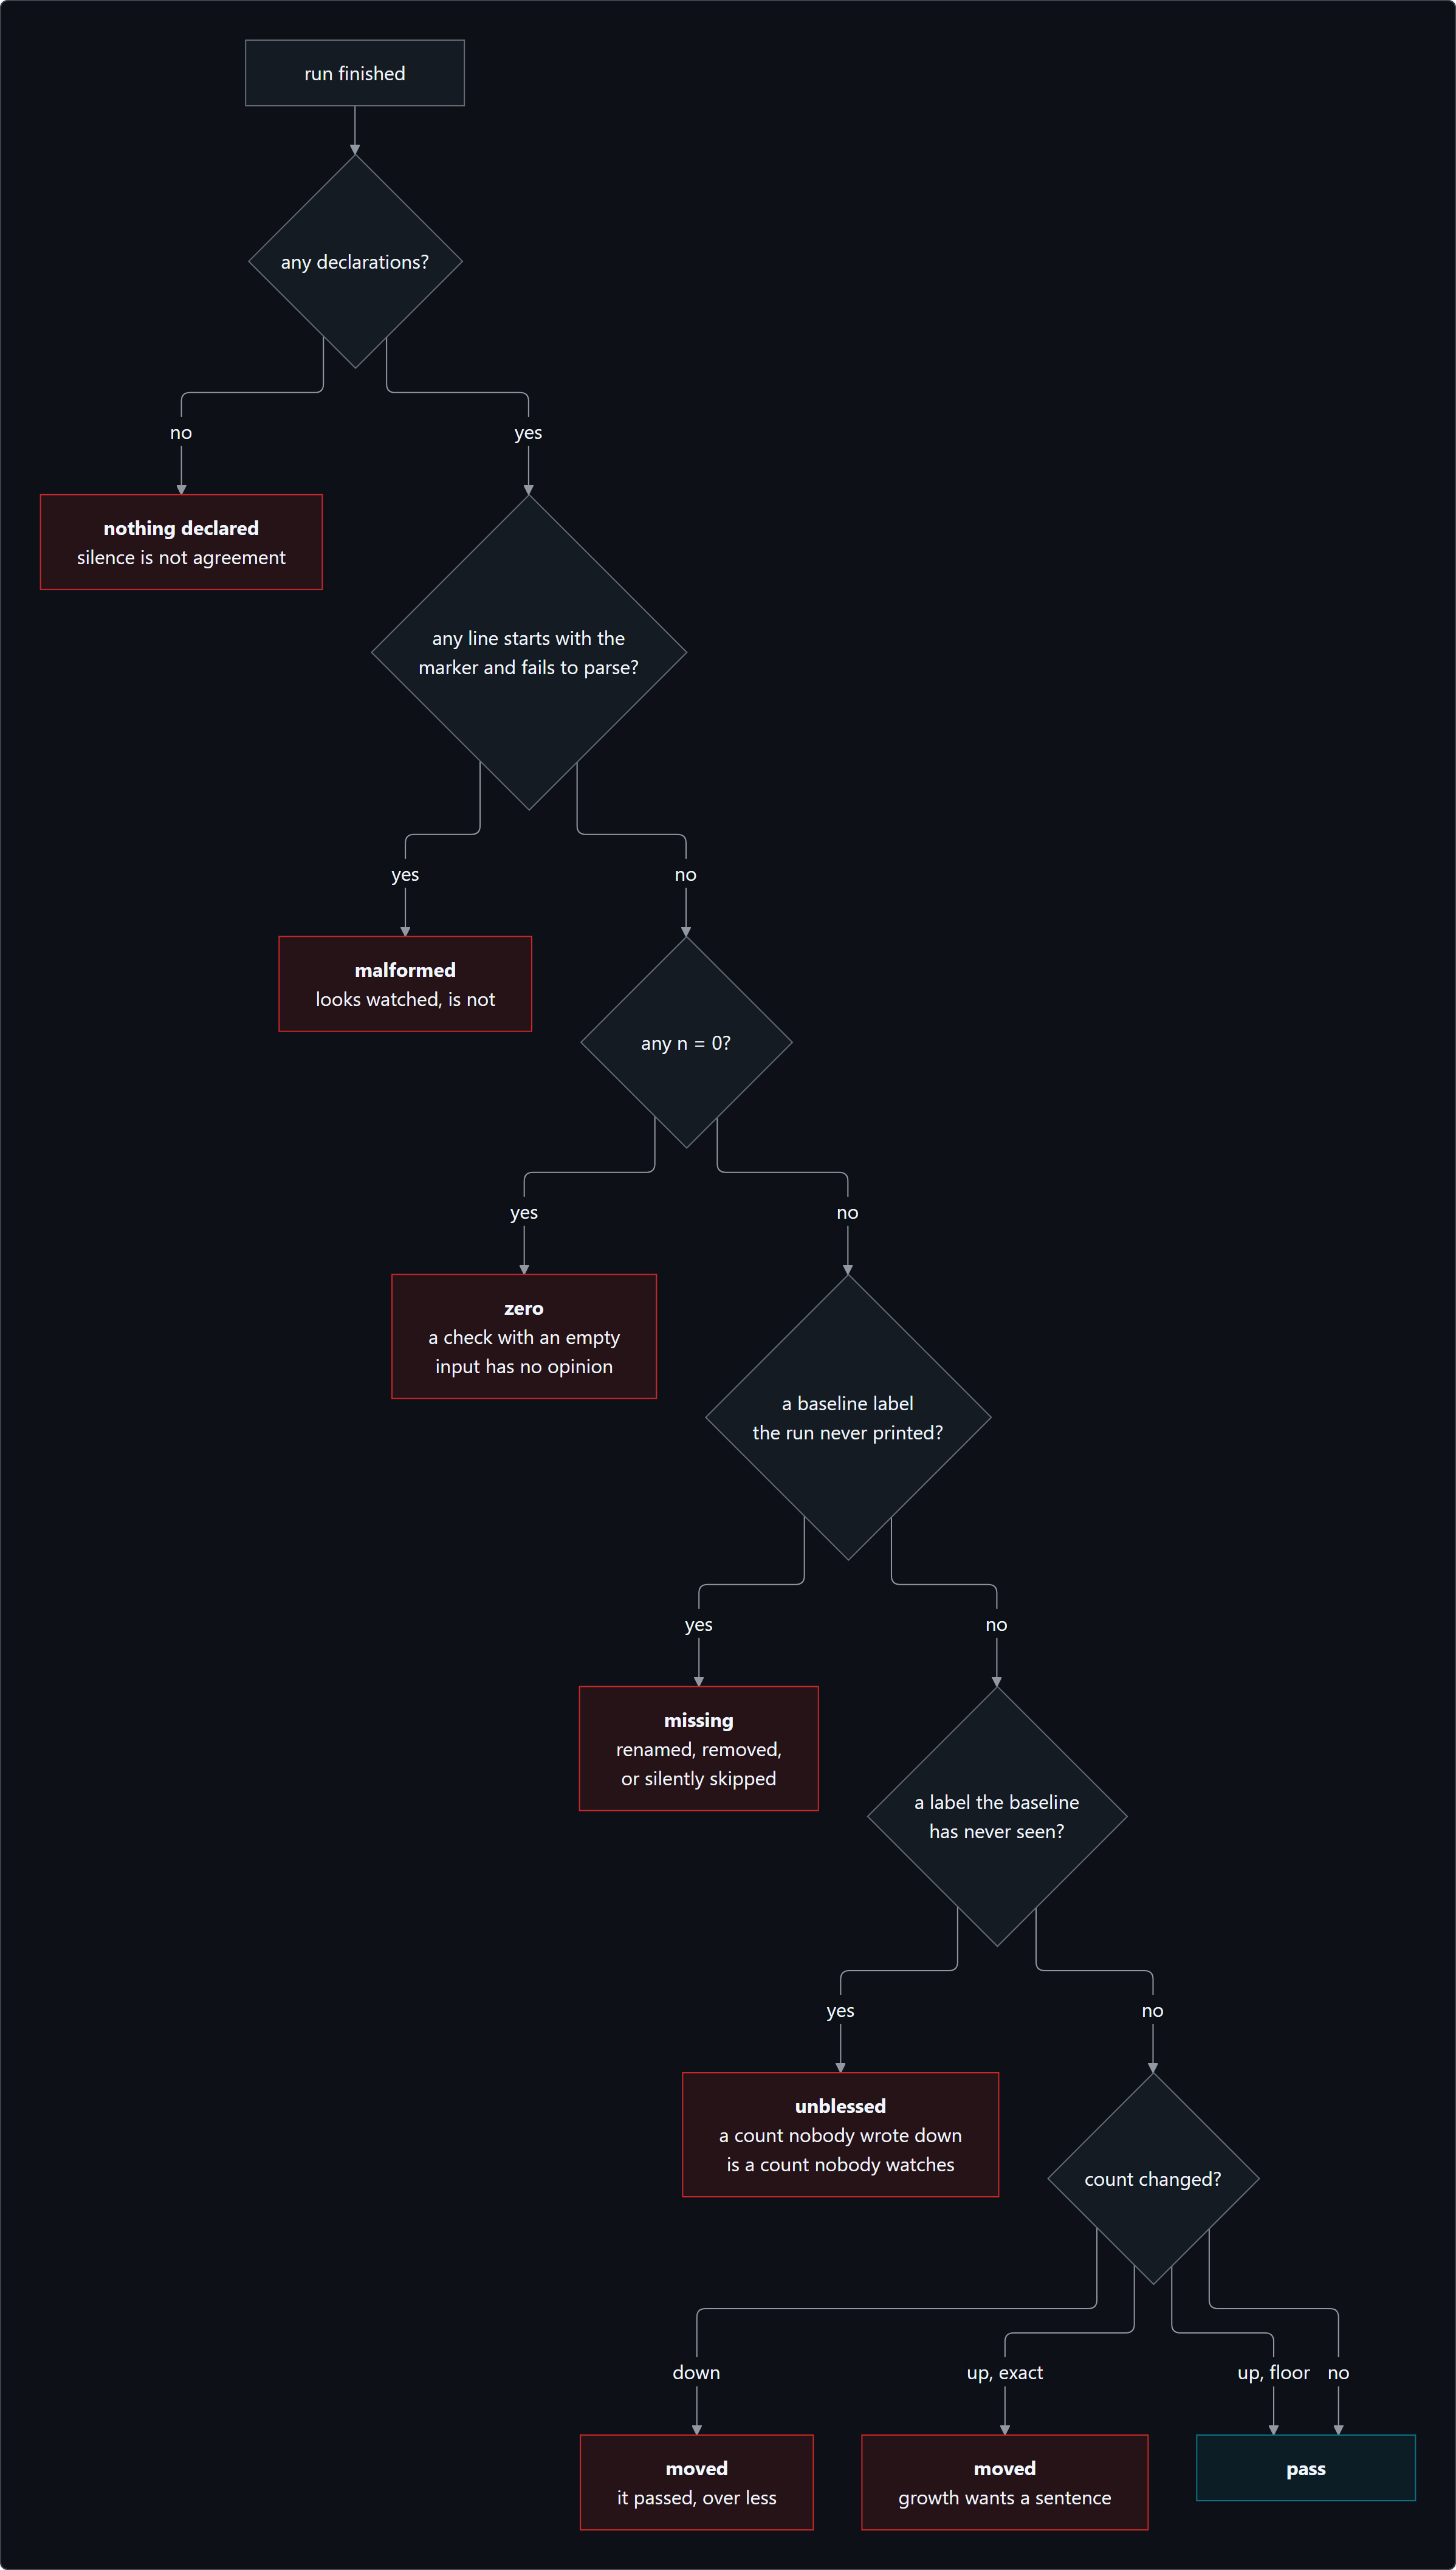 run finished
any declarations?
no
yes
nothing declared
silence is not agreement
any line starts with the
marker and fails to parse?
yes
no
malformed
looks watched, is not
any n = 0?
yes
no
zero
a check with an empty
input has no opinion
a baseline label
the run never printed?
yes
no
missing
renamed, removed,
or silently skipped
a label the baseline
has never seen?
yes
no
unblessed
a count nobody wrote down
is a count nobody watches
count changed?
down
up, exact
up, floor
no
moved
it passed, over less
moved
growth wants a sentence
pass